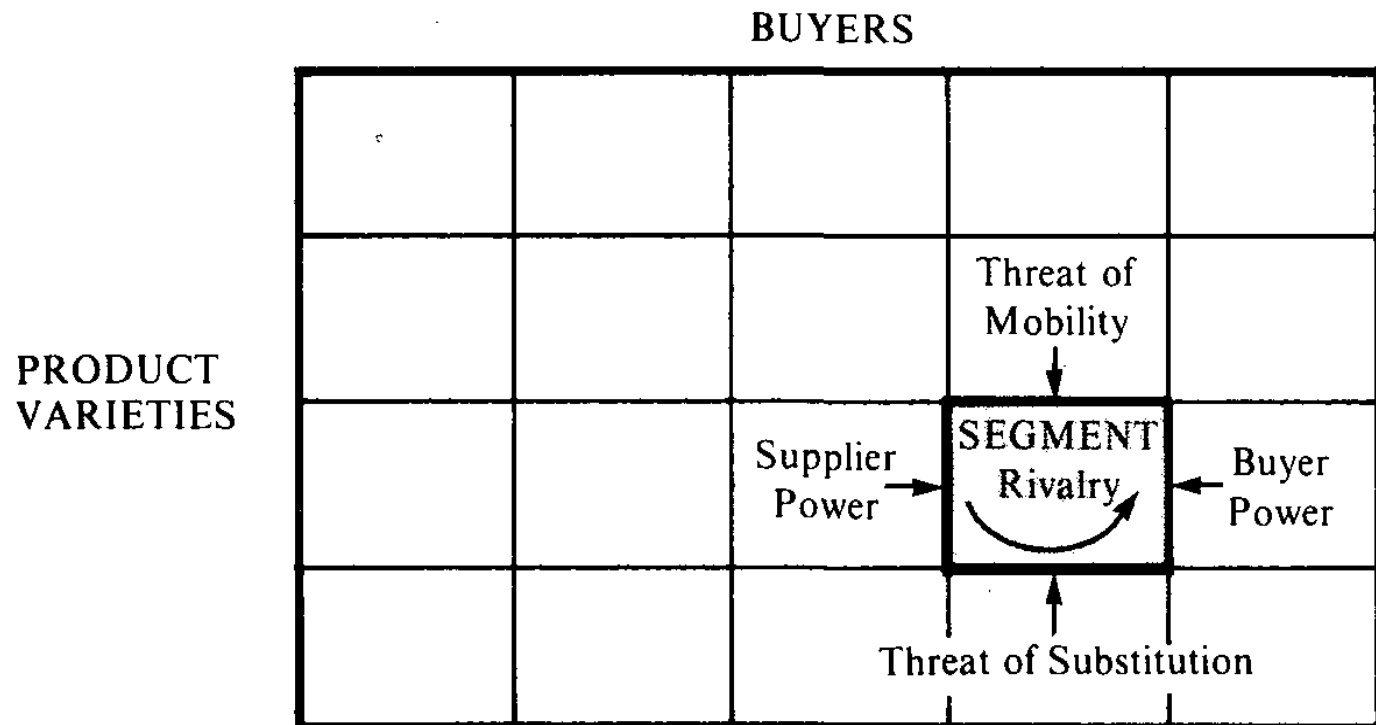 BUYERS
PRODUCT
VARIETIES
Threat of
Mobility
Supplier
Power
SEGMENT
Rivalry
Buyer
Power
Threat of Substitution